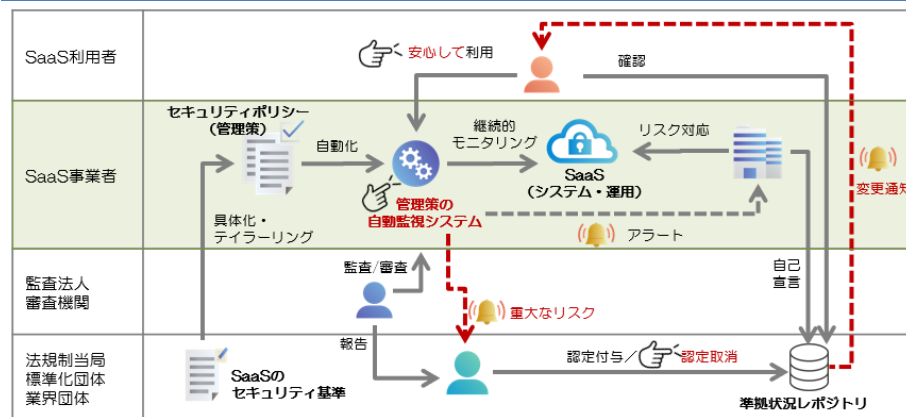 SaaS利用者
安心して利用
確認
SaaS事業者
セキュリティポリシー
(管理策)
自動化
継続的
モニタリング
リスク対応
SaaS
(システム・運用)
変更通知
管理策の
自動監視システム
具体化・
テイラーリング
アラート
監査法人
審査機関
監査/審査
自己
宣言
重大なリスク
法規制当局
標準化団体
業界団体
報告
SaaSの
セキュリティ基準
認定付与/
認定取消
準拠状況レポジトリ